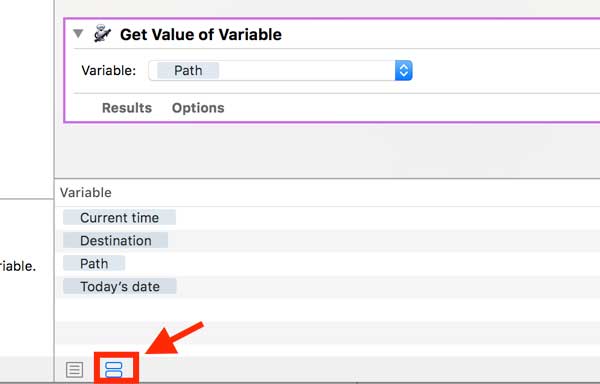 Get Value of Variable
Variable: Path
Results Options
Variable
Current time
Destination
riable.
Path
Today's date